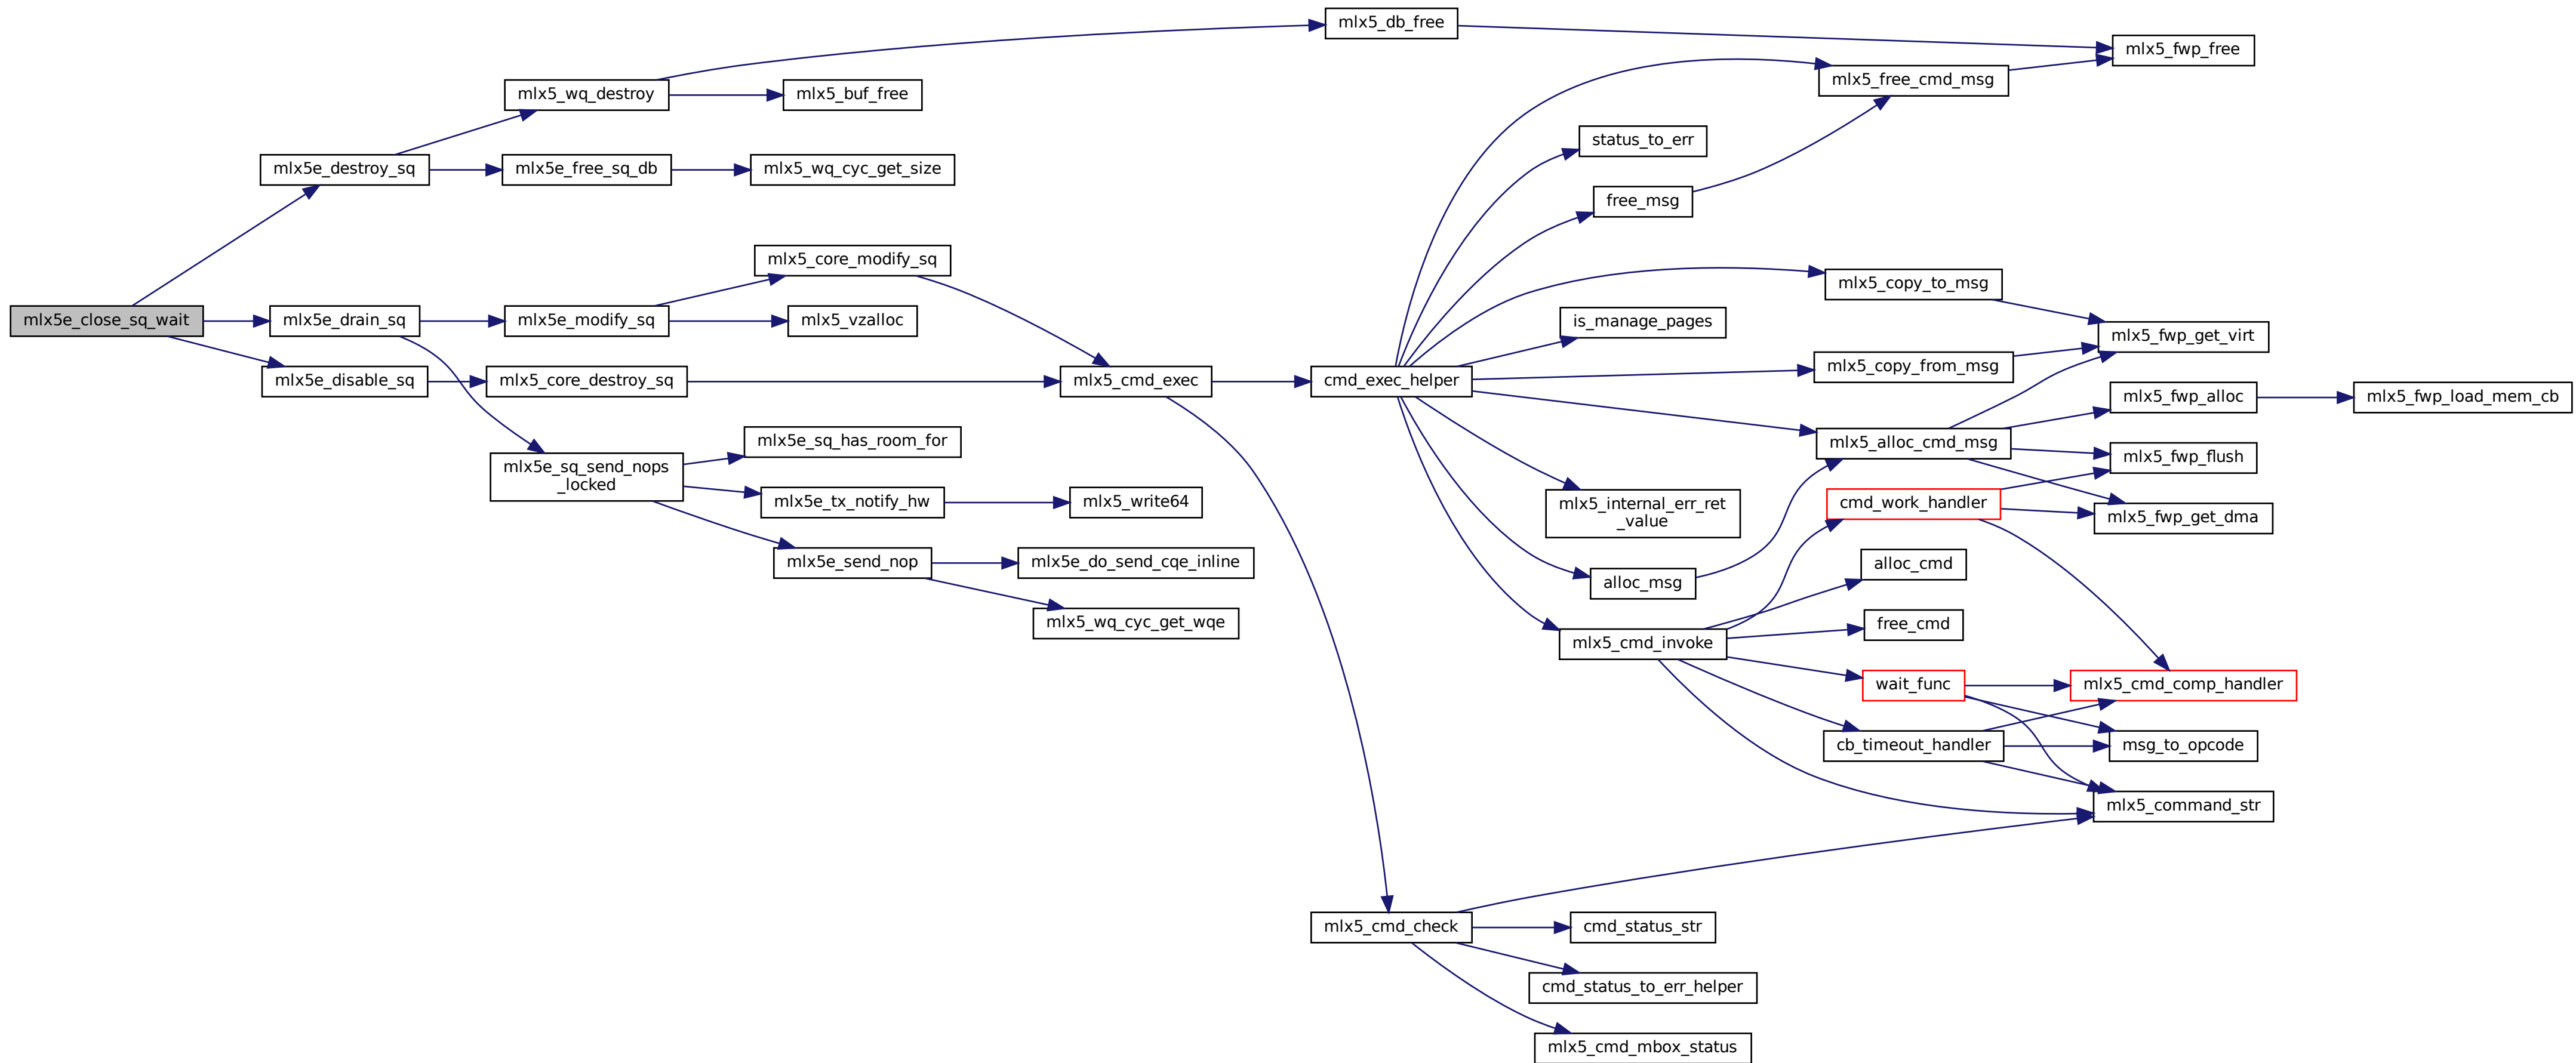 mlx5_db_free
mlx5_fwp_free
mlx5_wq_destroy
mlx5_buf_free
mlx5_free_cmd_msg
status_to_err
mlx5e_destroy_sq
mlx5e_free_sq_db
mlx5_wq_cyc_get_size
free_msg
mlx5_core_modify_sq
mlx5_copy_to_msg
mlx5e_close_sq_wait
mlx5e_drain_sq
mlx5e_modify_sq
mlx5_vzalloc
is_manage_pages
mlx5_fwp_get_virt
mlx5e_disable_sq
mlx5_core_destroy_sq
mlx5_cmd_exec
cmd_exec_helper
mlx5_copy_from_msg
mlx5_fwp_alloc
mlx5_fwp_load_mem_cb
mlx5e_sq_has_room_for
mlx5_alloc_cmd_msg
mlx5_fwp_flush
mlx5e_sq_send_nops
_locked
mlx5e_tx_notify_hw
mlx5_write64
mlx5_internal_err_ret
_value
cmd_work_handler
mlx5_fwp_get_dma
mlx5e_send_nop
mlx5e_do_send_cqe_inline
alloc_msg
alloc_cmd
mlx5_wq_cyc_get_wqe
mlx5_cmd_invoke
free_cmd
wait_func
mlx5_cmd_comp_handler
cb_timeout_handler
msg_to_opcode
mlx5_command_str
mlx5_cmd_check
cmd_status_str
cmd_status_to_err_helper
mlx5_cmd_mbox_status